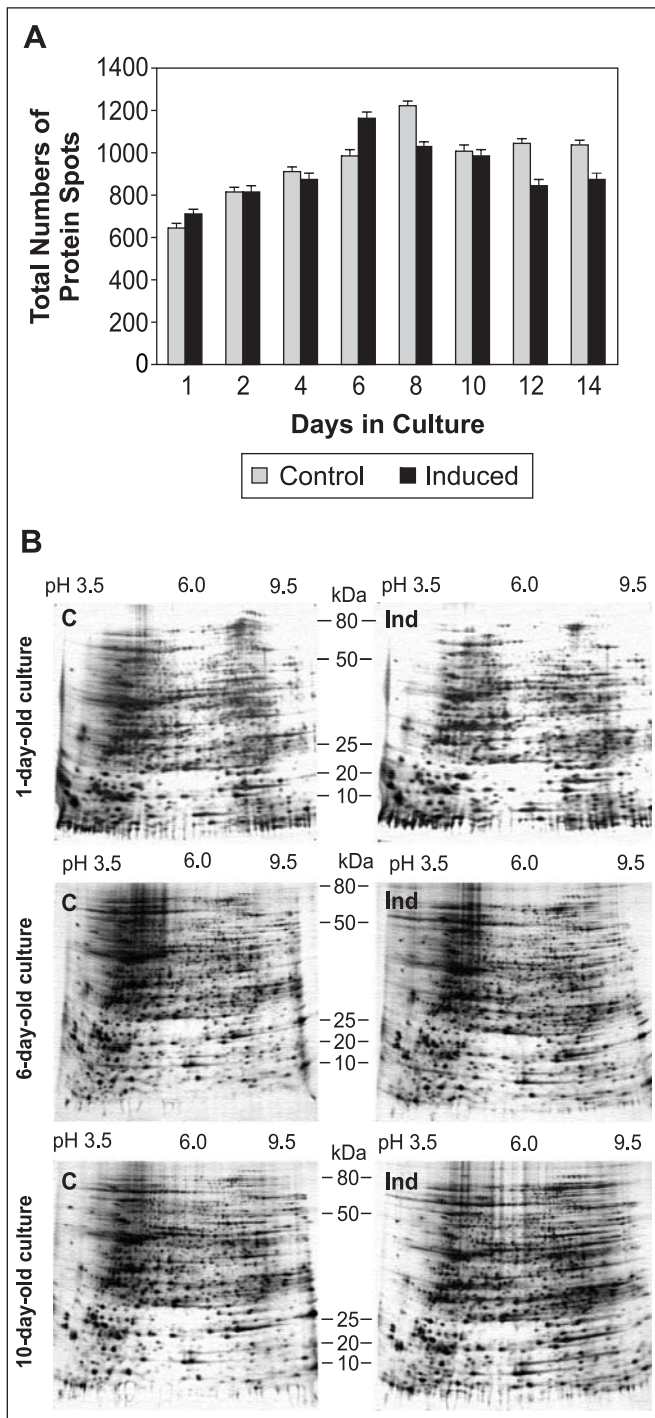 A
Total Numbers of
Protein Spots
1400
1200
1000
800
600
400
200
0
1 2 4 6 8 10 12 14
Days in Culture
Control Induced
B
pH 3.5 6.0 9.5 kDa pH 3.5 6.0 9.5
1-day-old culture
C
Ind
80
50
25
20
10
pH 3.5 6.0 9.5 kDa pH 3.5 6.0 9.5
6-day-old culture
C
Ind
80
50
25
20
10
pH 3.5 6.0 9.5 kDa pH 3.5 6.0 9.5
10-day-old culture
C
Ind
80
50
25
20
10